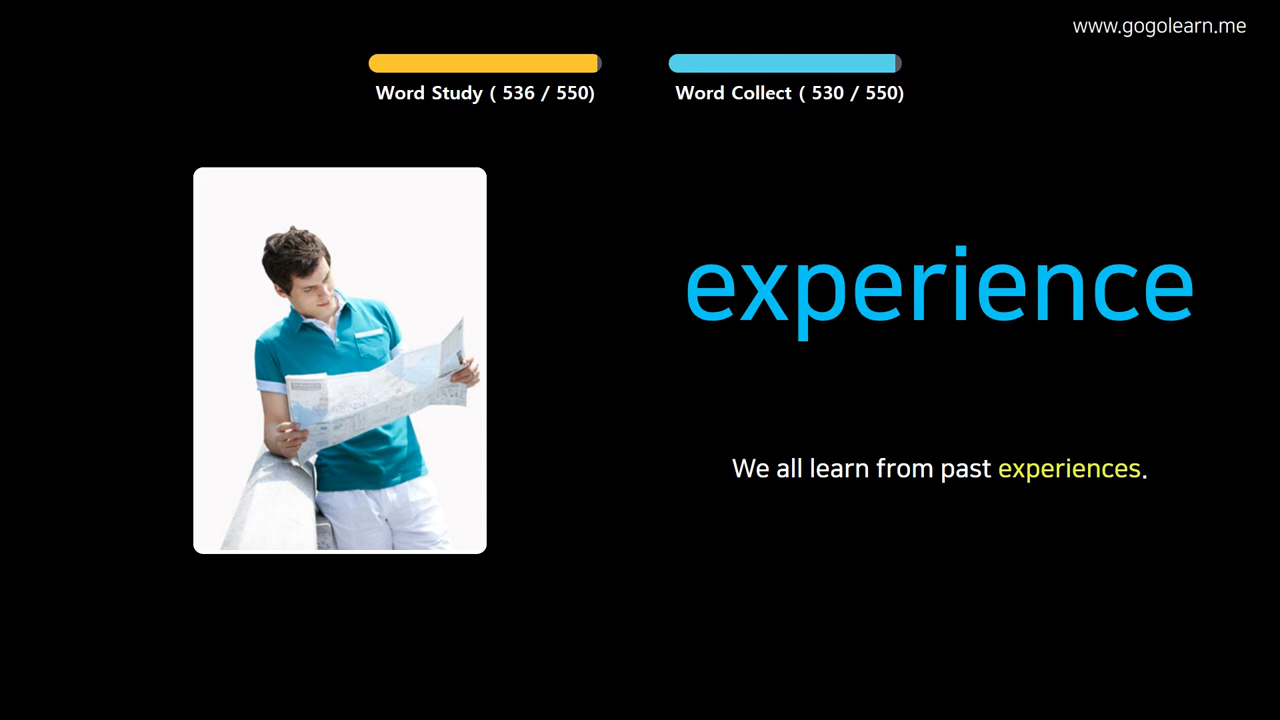 www.gogolearn.me
Word Study ( 536 / 550)
Word Collect ( 530 / 550)
experience
We all learn from past experiences.